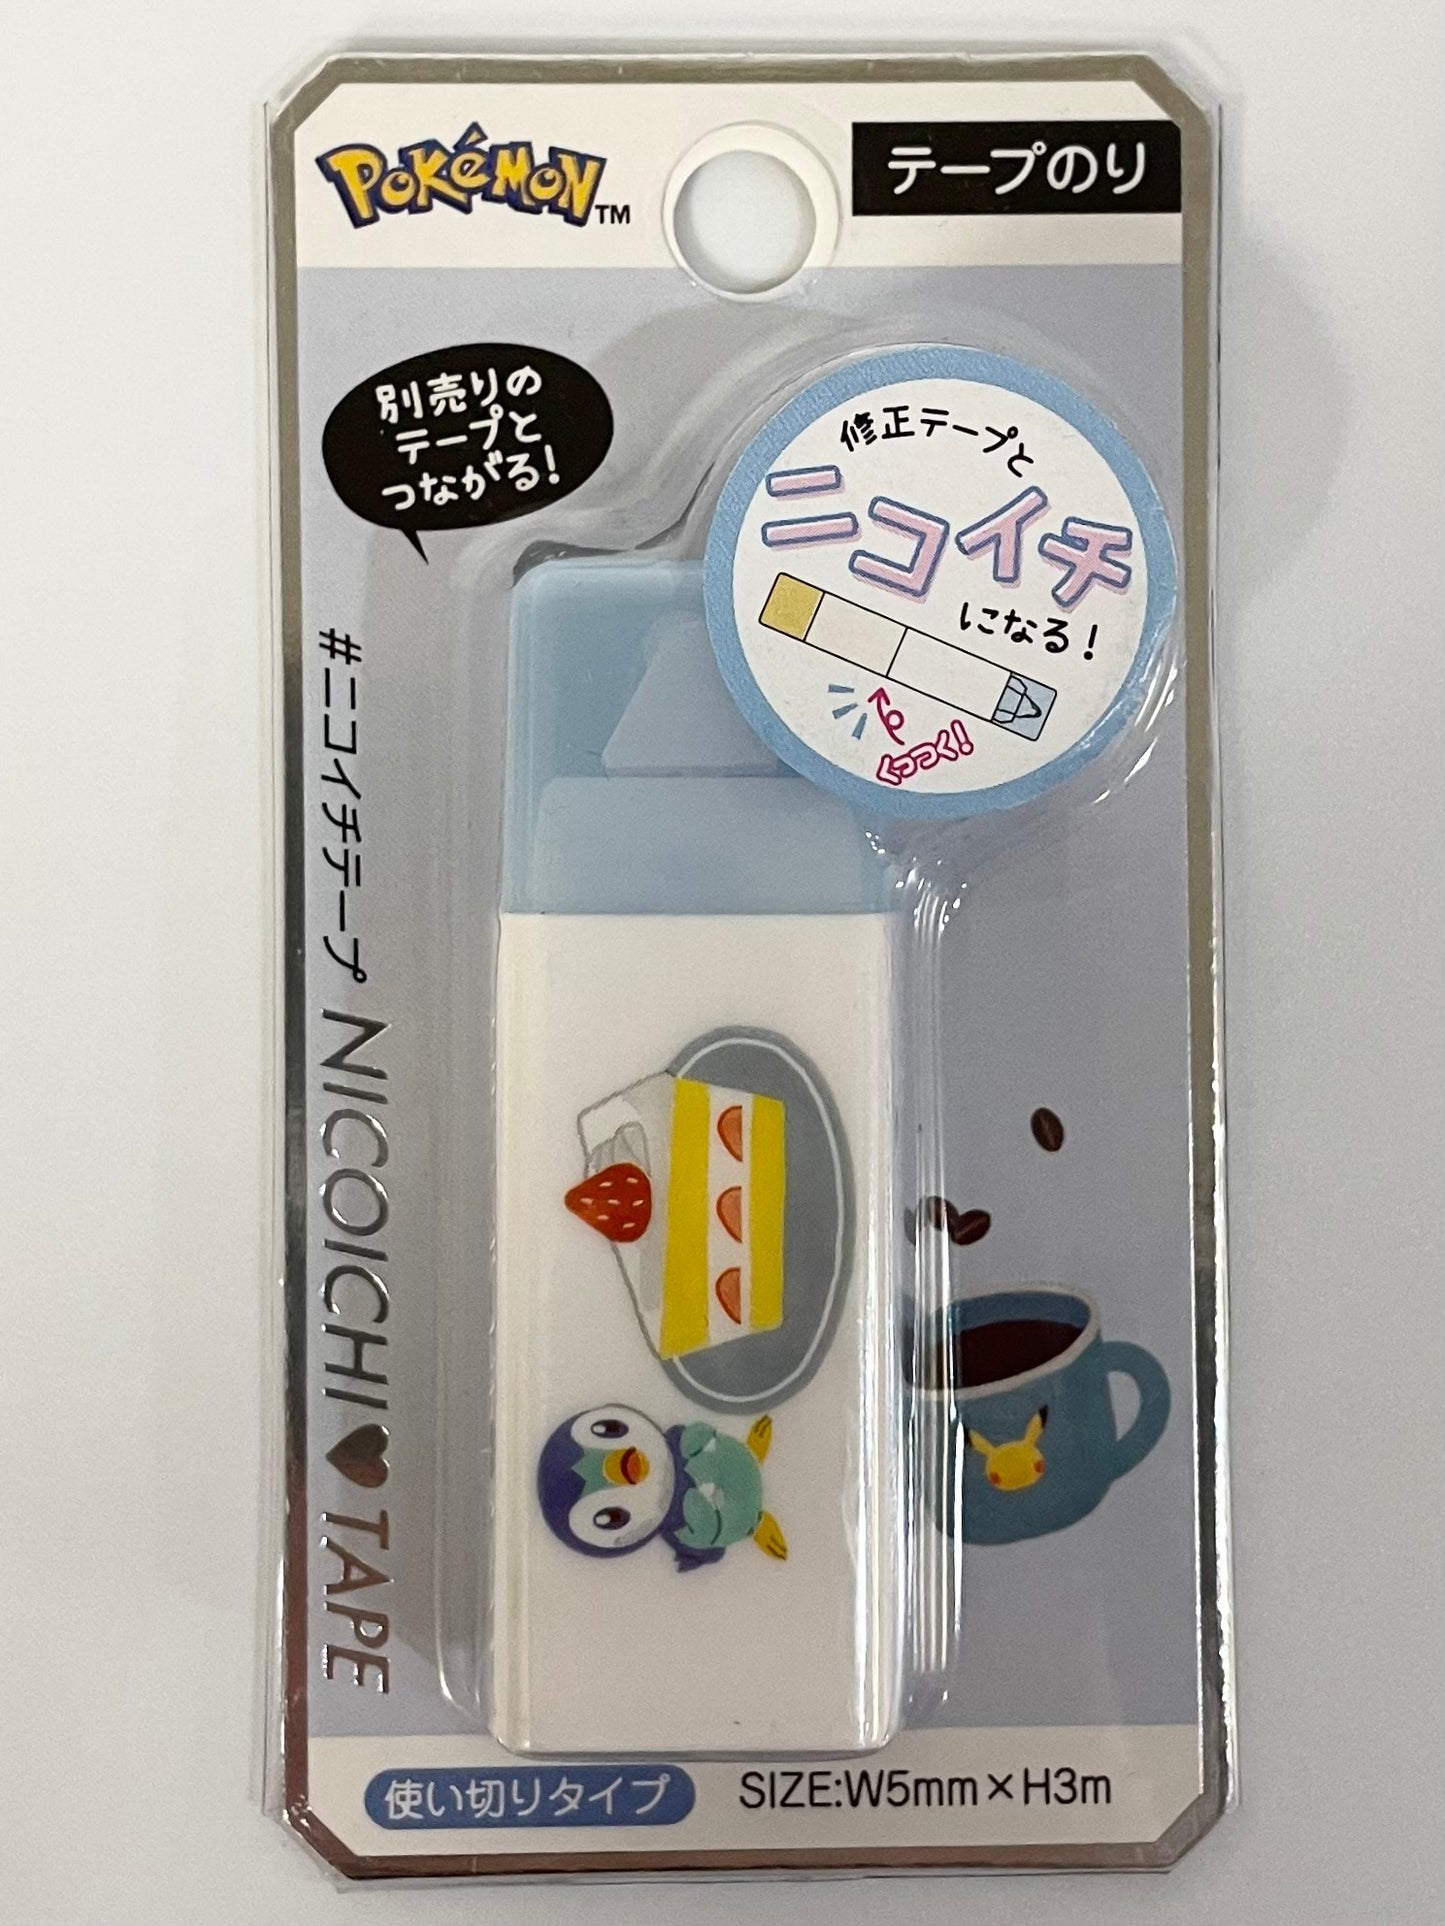 POKéMON™
テープのり
別売りの
テープと
つながる!
修正テープと
ニコイチ
になる!
くっつく!
#ニコイチテープ NICOICHI♥TAPE
使い切りタイプ
SIZE:W5mm×H3m